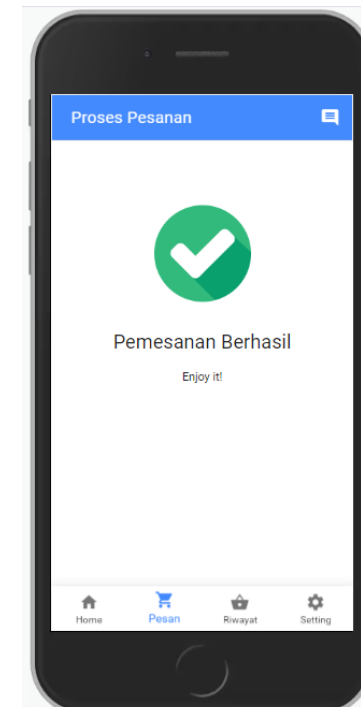 Proses Pesanan
Pemesanan Berhasil
Enjoy it!
Home
Pesan
Riwayat
Setting